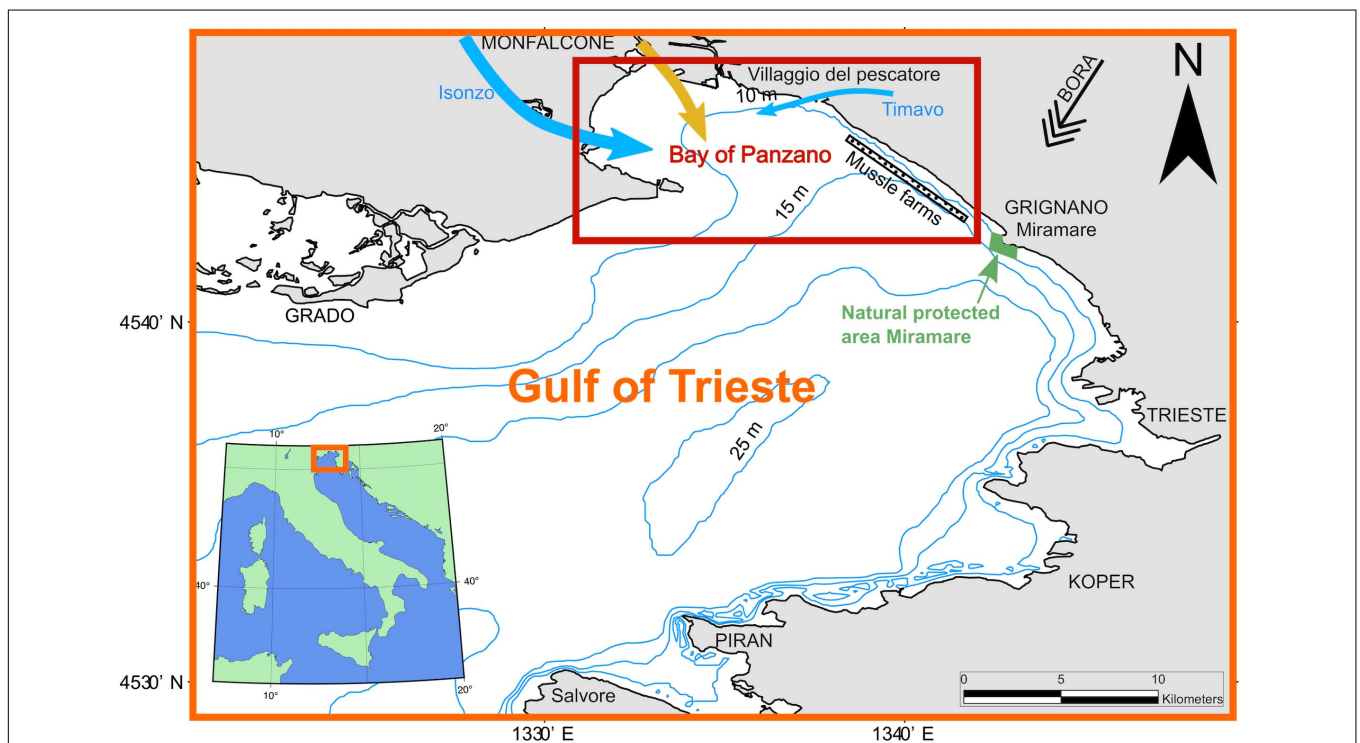 MONFALCONE
Villaggio del pescatore
BORA
N
Isonzo
10 m
Timavo
Bay of Panzano
15 m
Mussle farms
GRIGNANO
Miramare
GRADO
4540' N
Natural protected
area Miramare
Gulf of Trieste
TRIESTE
25 m
10°
20°
40°
40°
10°
20°
KOPER
PIRAN
Salvore
4530' N
0
5
10
Kilometers
1330' E
1340' E